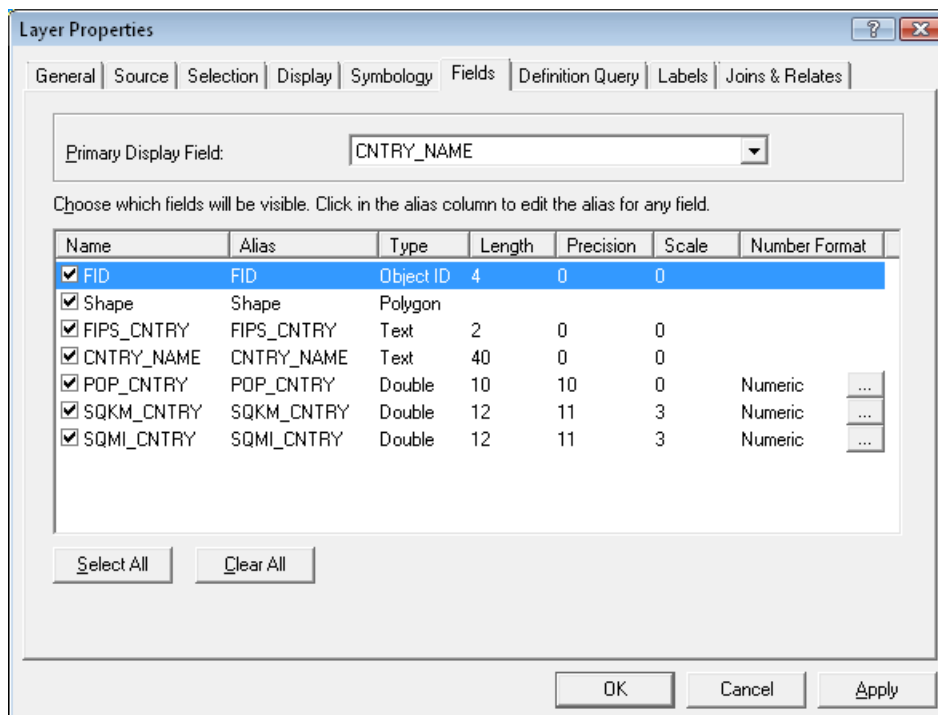 Layer Properties
General Source Selection Display Symbology Fields Definition Query Labels Joins & Relates
Primary Display Field: CNTRY_NAME
Choose which fields will be visible. Click in the alias column to edit the alias for any field.
Name Alias Type Length Precision Scale Number Format
FID FID Object ID 4 0 0
Shape Shape Polygon
FIPS_CNTRY FIPS_CNTRY Text 2 0 0
CNTRY_NAME CNTRY_NAME Text 40 0 0
POP_CNTRY POP_CNTRY Double 10 10 0 Numeric ...
SQKM_CNTRY SQKM_CNTRY Double 12 11 3 Numeric ...
SQMI_CNTRY SQMI_CNTRY Double 12 11 3 Numeric ...
Select All Clear All
OK Cancel Apply